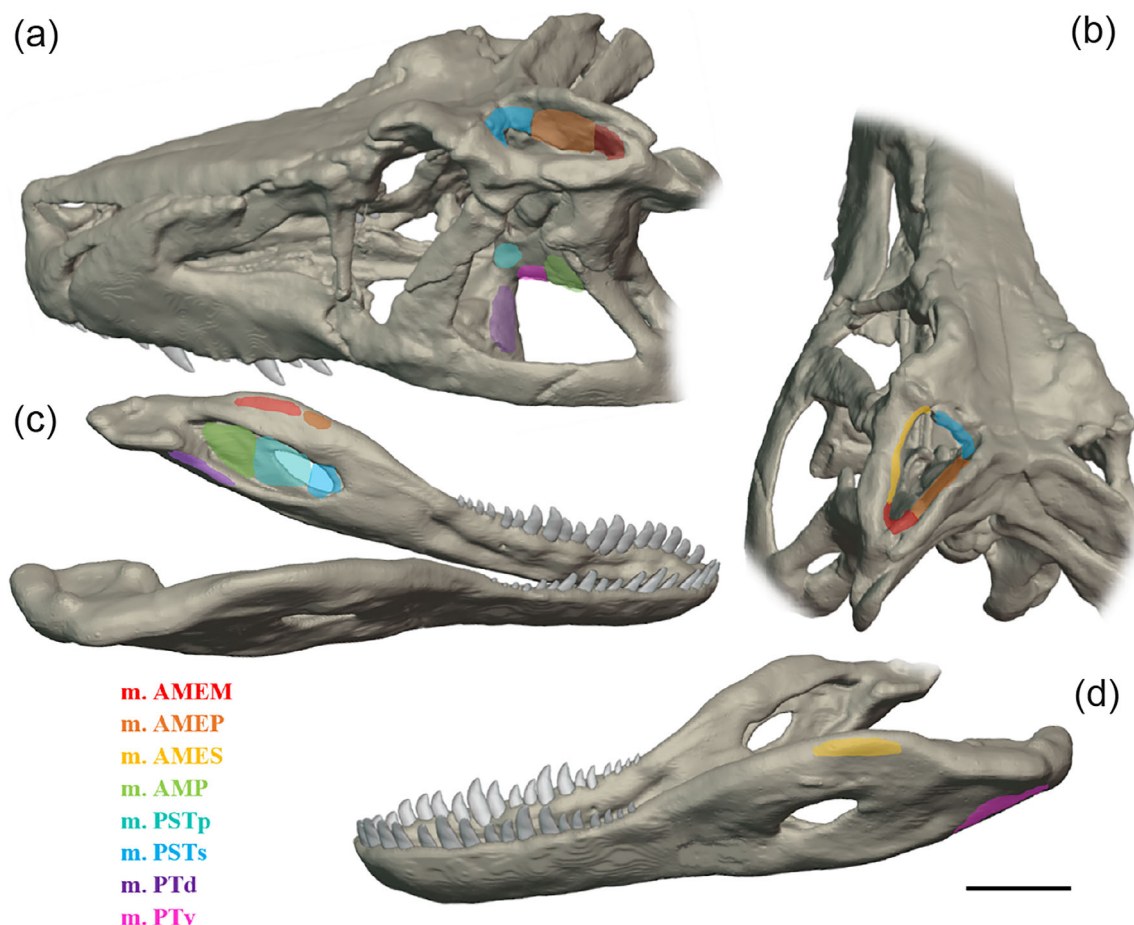 (a)
(b)
(c)
m. AMEM
m. AMEP
m. AMES
m. AMP
m. PSTp
m. PSTs
m. PTd
m. PTv
(d)